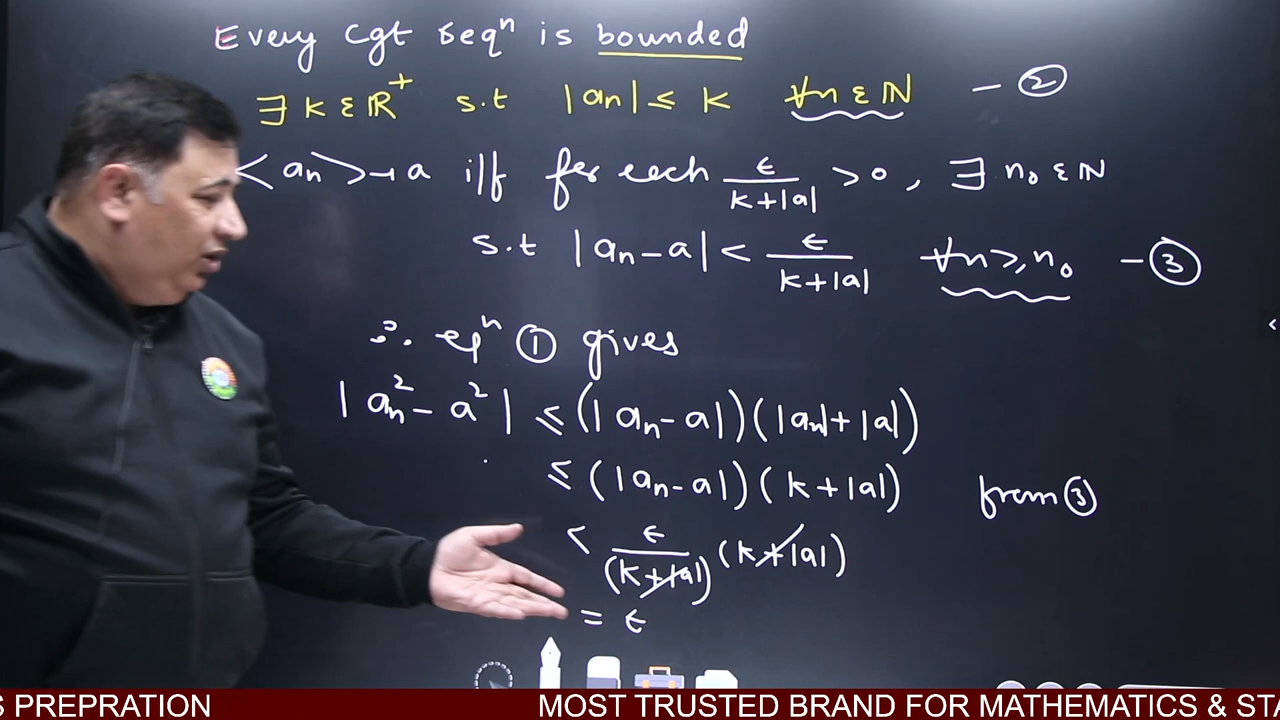 Every cgt seqⁿ is bounded
∃ k ∈ ℝ⁺ s.t |aₙ| ≤ k ∀n ∈ ℕ — ②
<aₙ> → a iff for each ϵ/(k+|a|) > 0, ∃ n₀ ∈ ℕ
s.t |aₙ - a| < ϵ/(k+|a|) ∀n ≥, n₀ — ③
∴ eqⁿ ① gives
|aₙ² - a²| ≤ (|aₙ - a|)(|aₙ| + |a|)
≤ (|aₙ - a|)(k + |a|) from ③
< ϵ/(k+|a|) (k+|a|)
= ϵ
S PREPRATION MOST TRUSTED BRAND FOR MATHEMATICS & STA